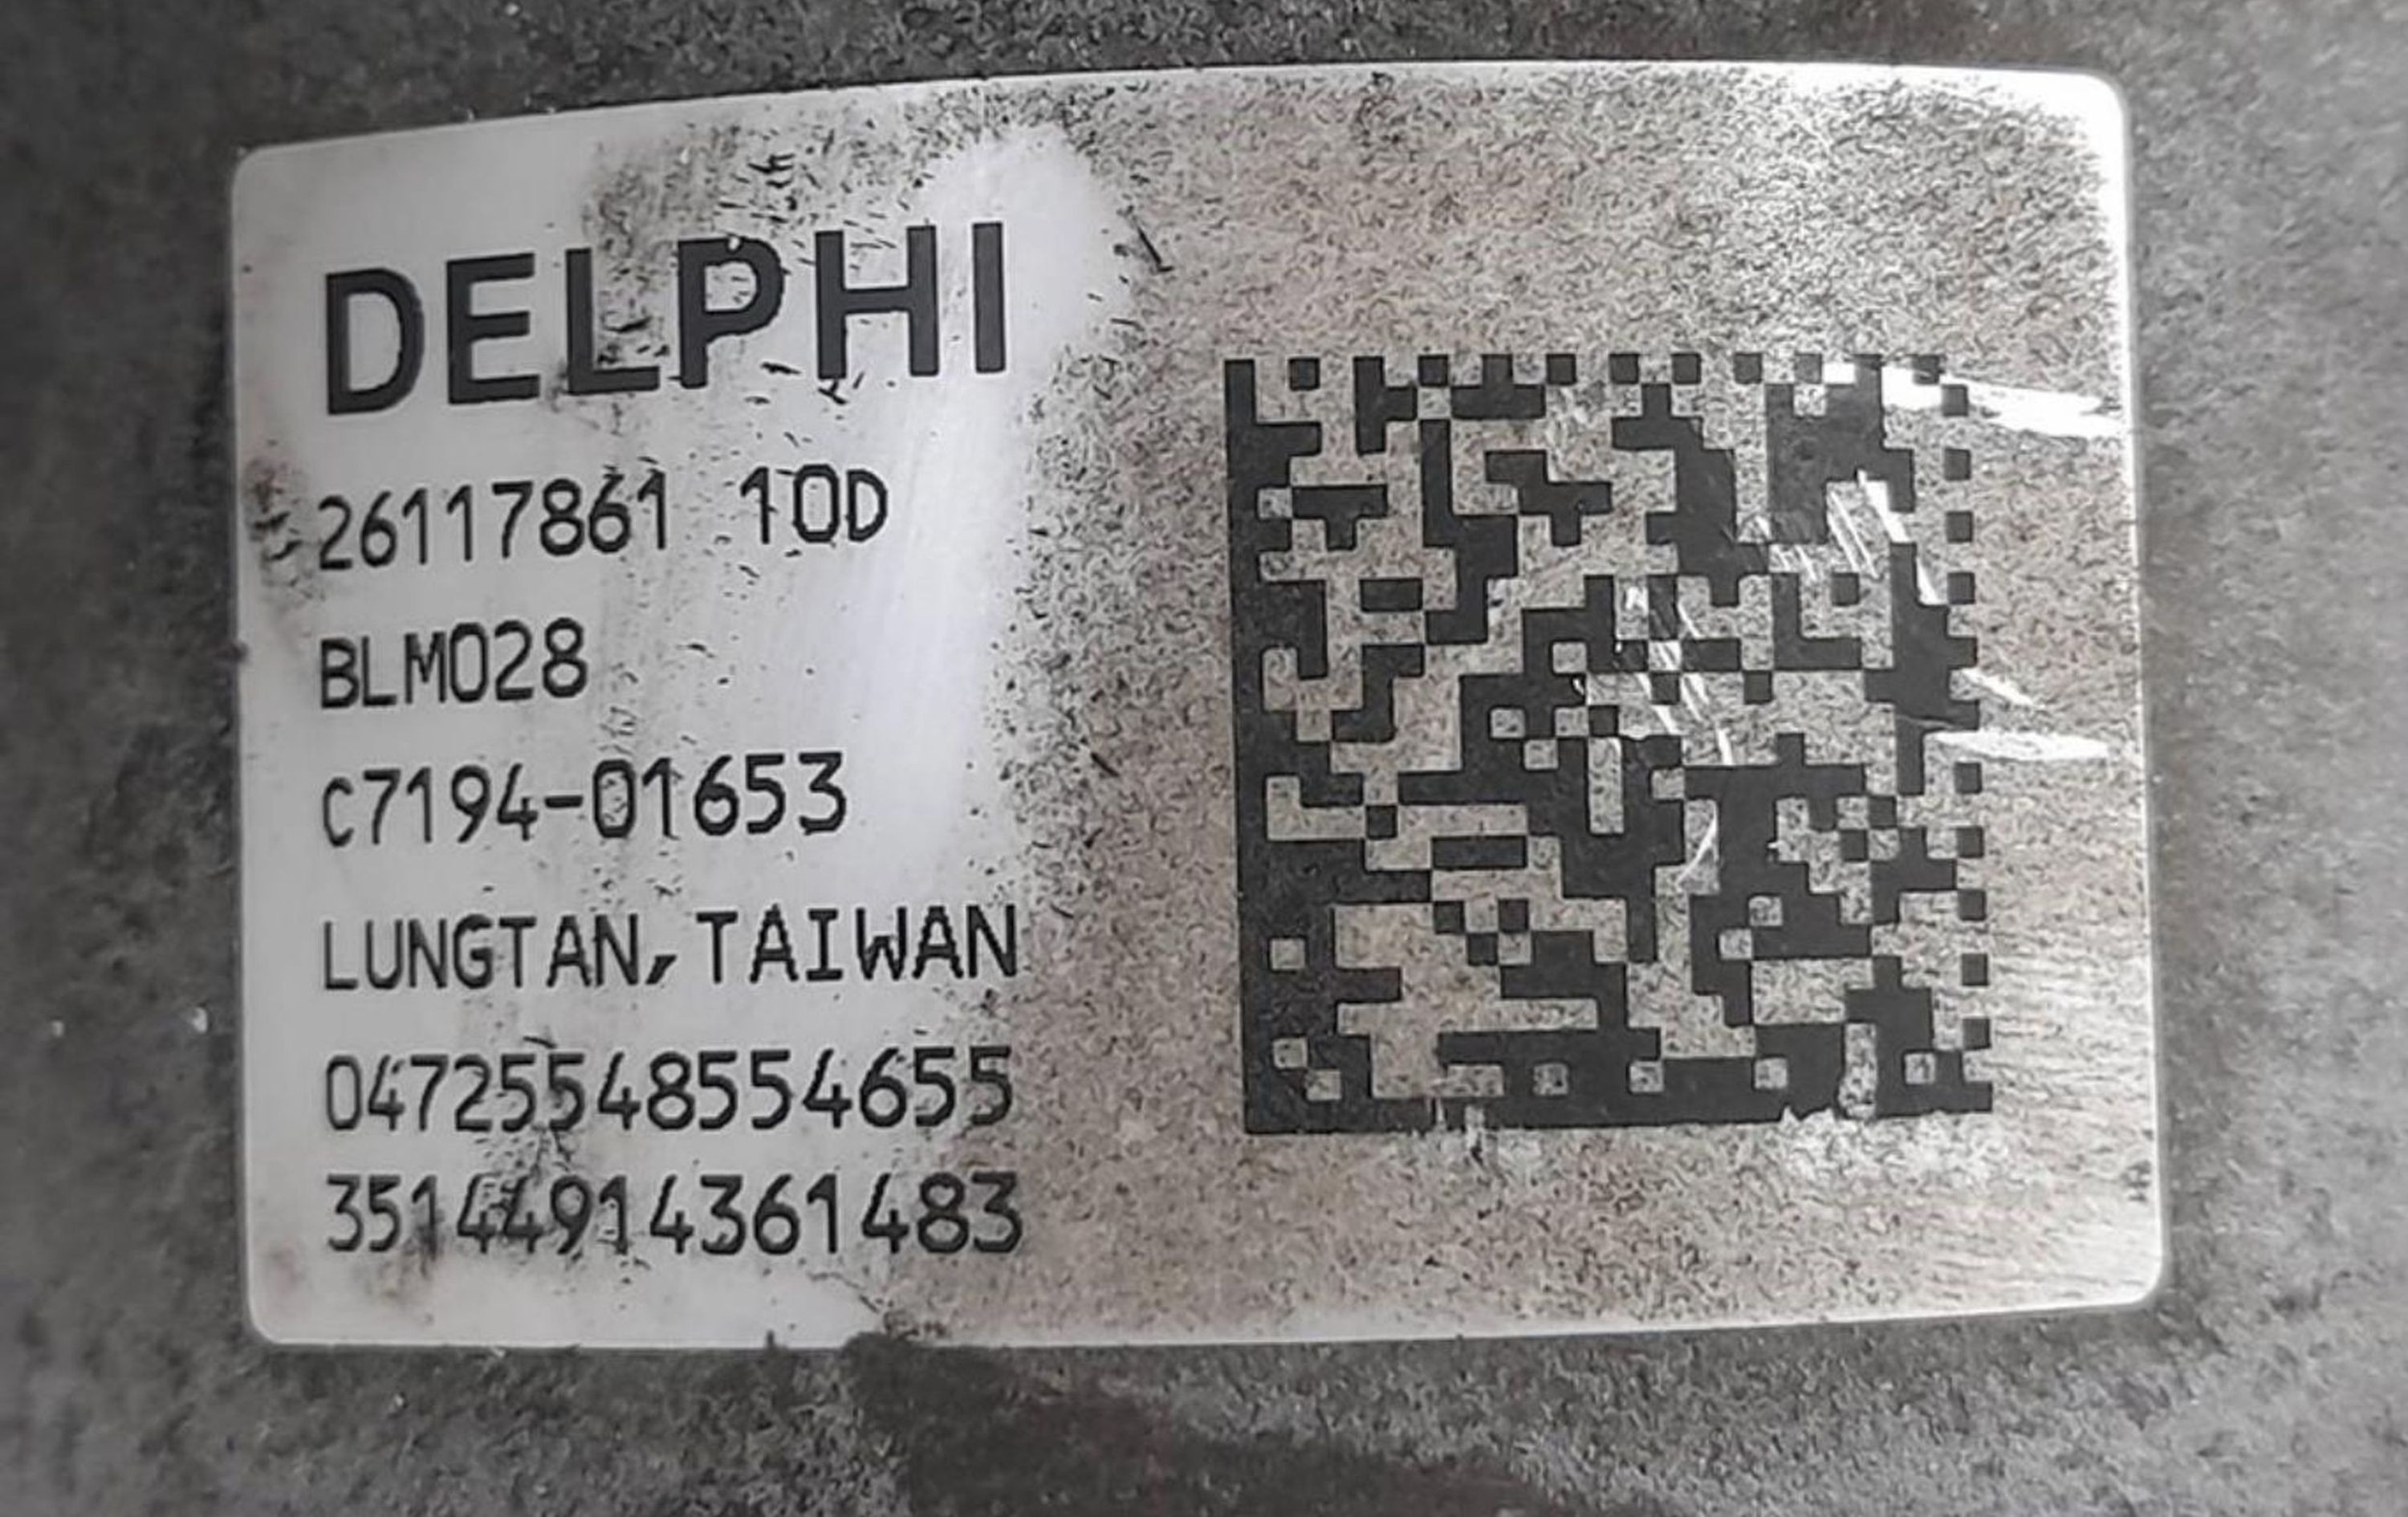 DELPHI
26117861 10D
BLM028
C7194-01653
LUNGTAN,TAIWAN
04725548554655
35144914361483